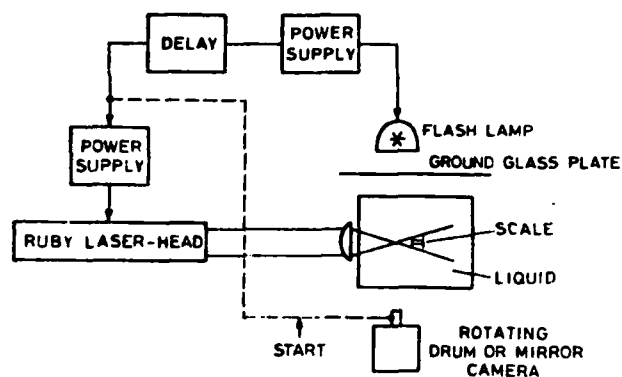 DELAY
POWER
SUPPLY
FLASH LAMP
GROUND GLASS PLATE
POWER
SUPPLY
RUBY LASER-HEAD
SCALE
LIQUID
START
ROTATING
DRUM OR MIRROR
CAMERA